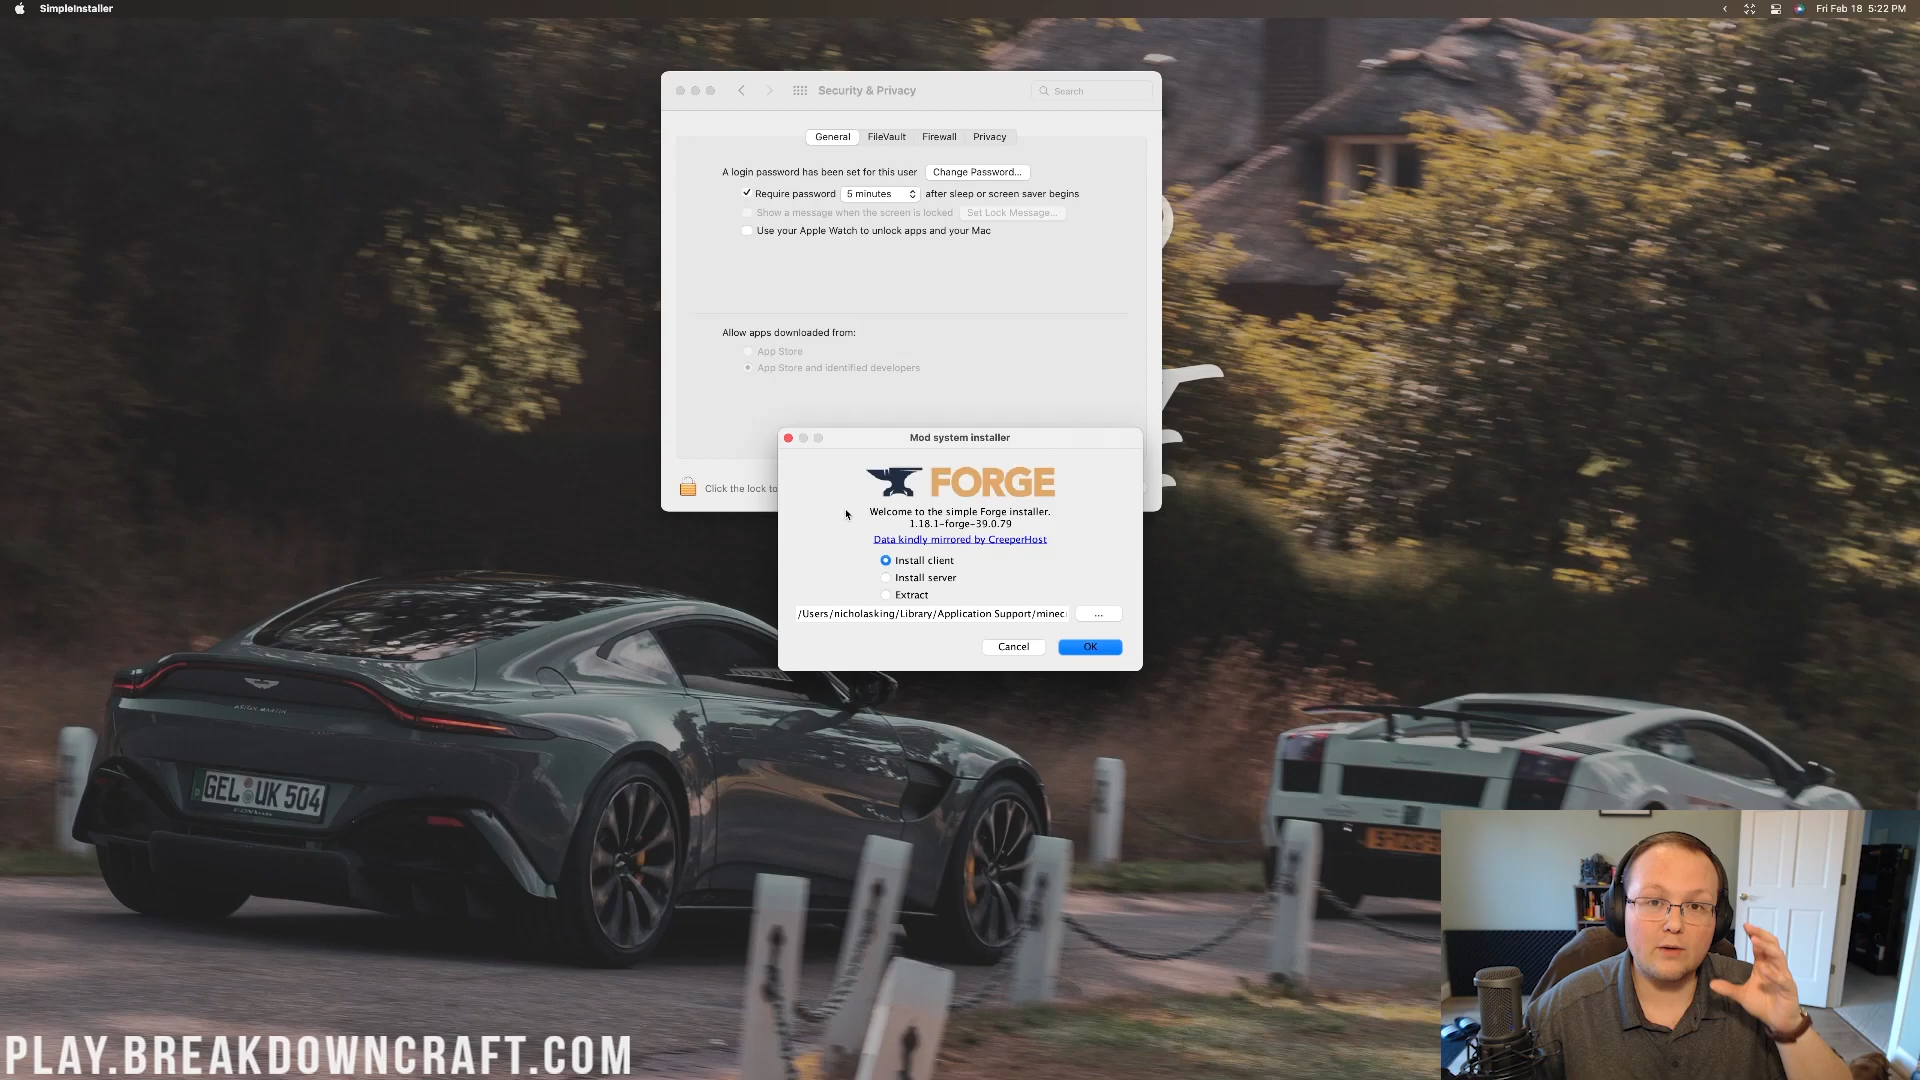 SimpleInstaller
Fri Feb 18 5:22 PM
Security & Privacy
Search
General
FileVault
Firewall
Privacy
A login password has been set for this user
Change Password...
Require password
5 minutes
after sleep or screen saver begins
Show a message when the screen is locked
Set Lock Message...
Use your Apple Watch to unlock apps and your Mac
Allow apps downloaded from:
App Store
App Store and identified developers
Click the lock to
Mod system installer
FORGE
Welcome to the simple Forge installer.
1.18.1-forge-39.0.79
Data kindly mirrored by CreeperHost
Install client
Install server
Extract
/Users/nicholasking/Library/Application Support/minec
...
Cancel
OK
ASTON MARTIN
GEL UK 504
PLAY.BREAKDOWNCRAFT.COM